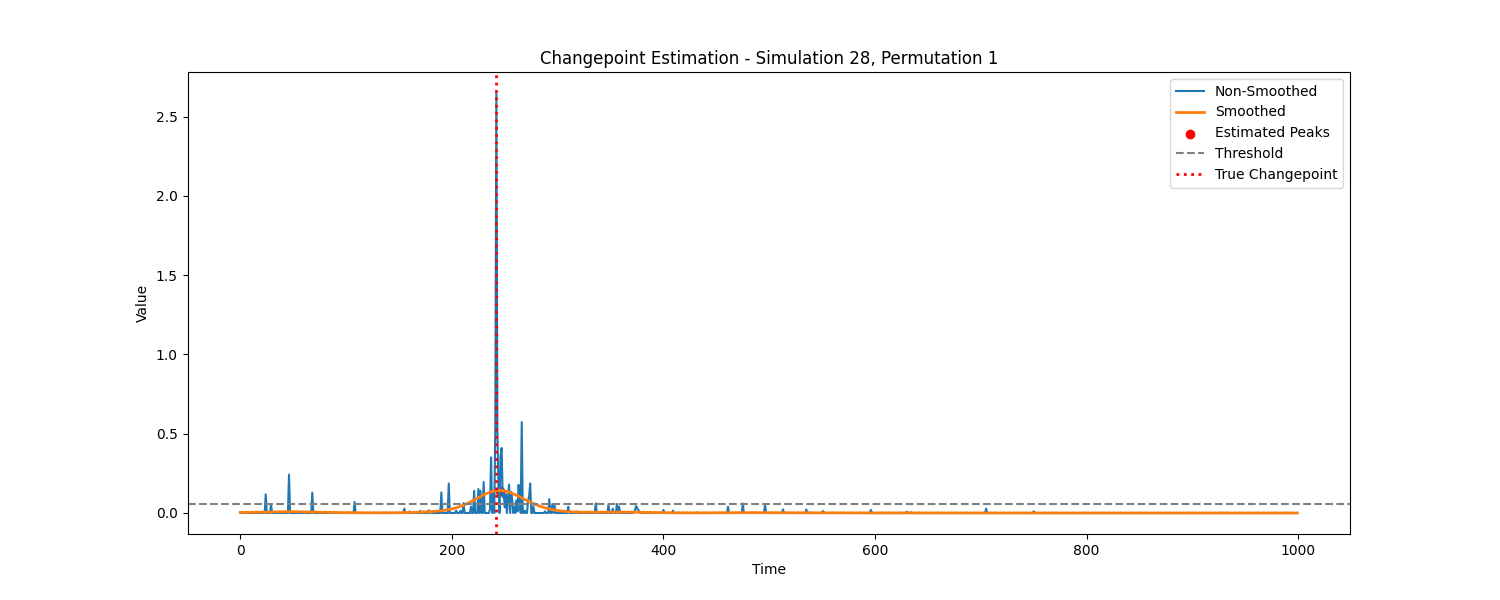 Changepoint Estimation - Simulation 28, Permutation 1
Non-Smoothed
Smoothed
Estimated Peaks
Threshold
True Changepoint
Value
2.5
2.0
1.5
1.0
0.5
0.0
0
200
400
600
800
1000
Time